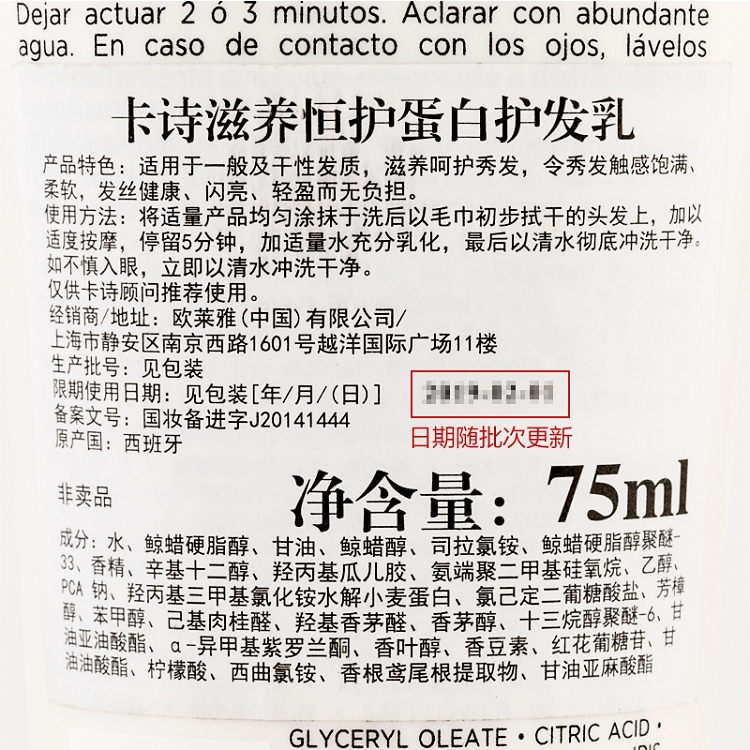 Dejar actuar 2 ó 3 minutos. Aclarar con abundante
agua. En caso de contacto con los ojos, lávelos
卡诗滋养恒护蛋白护发乳
产品特色：适用于一般及干性发质，滋养呵护秀发，令秀发触感饱满、
柔软，发丝健康、闪亮、轻盈而无负担。
使用方法：将适量产品均匀涂抹于洗后以毛巾初步拭干的头发上，加以
适度按摩，停留5分钟，加适量水充分乳化，最后以清水彻底冲洗干净。
如不慎入眼，立即以清水冲洗干净。
仅供卡诗顾问推荐使用。
经销商/地址：欧莱雅(中国)有限公司/
上海市静安区南京西路1601号越洋国际广场11楼
生产批号：见包装
限期使用日期：见包装[年/月/(日)]
备案文号：国妆备进字J20141444
日期随批次更新
原产国：西班牙
非卖品
净含量：75ml
成分：水、鲸蜡硬脂醇、甘油、鲸蜡醇、司拉氯铵、鲸蜡硬脂醇聚醚-
33、香精、辛基十二醇、羟丙基瓜儿胶、氨端聚二甲基硅氧烷、乙醇、
PCA 钠、羟丙基三甲基氯化铵水解小麦蛋白、氯己定二葡糖酸盐、芳樟
醇、苯甲醇、己基肉桂醛、羟基香茅醛、香茅醇、十三烷醇聚醚-6、甘
油亚油酸酯、α-异甲基紫罗兰酮、香叶醇、香豆素、红花葡糖苷、甘
油油酸酯、柠檬酸、西曲氯铵、香根鸢尾根提取物、甘油亚麻酸酯
GLYCERYL OLEATE • CITRIC ACID •